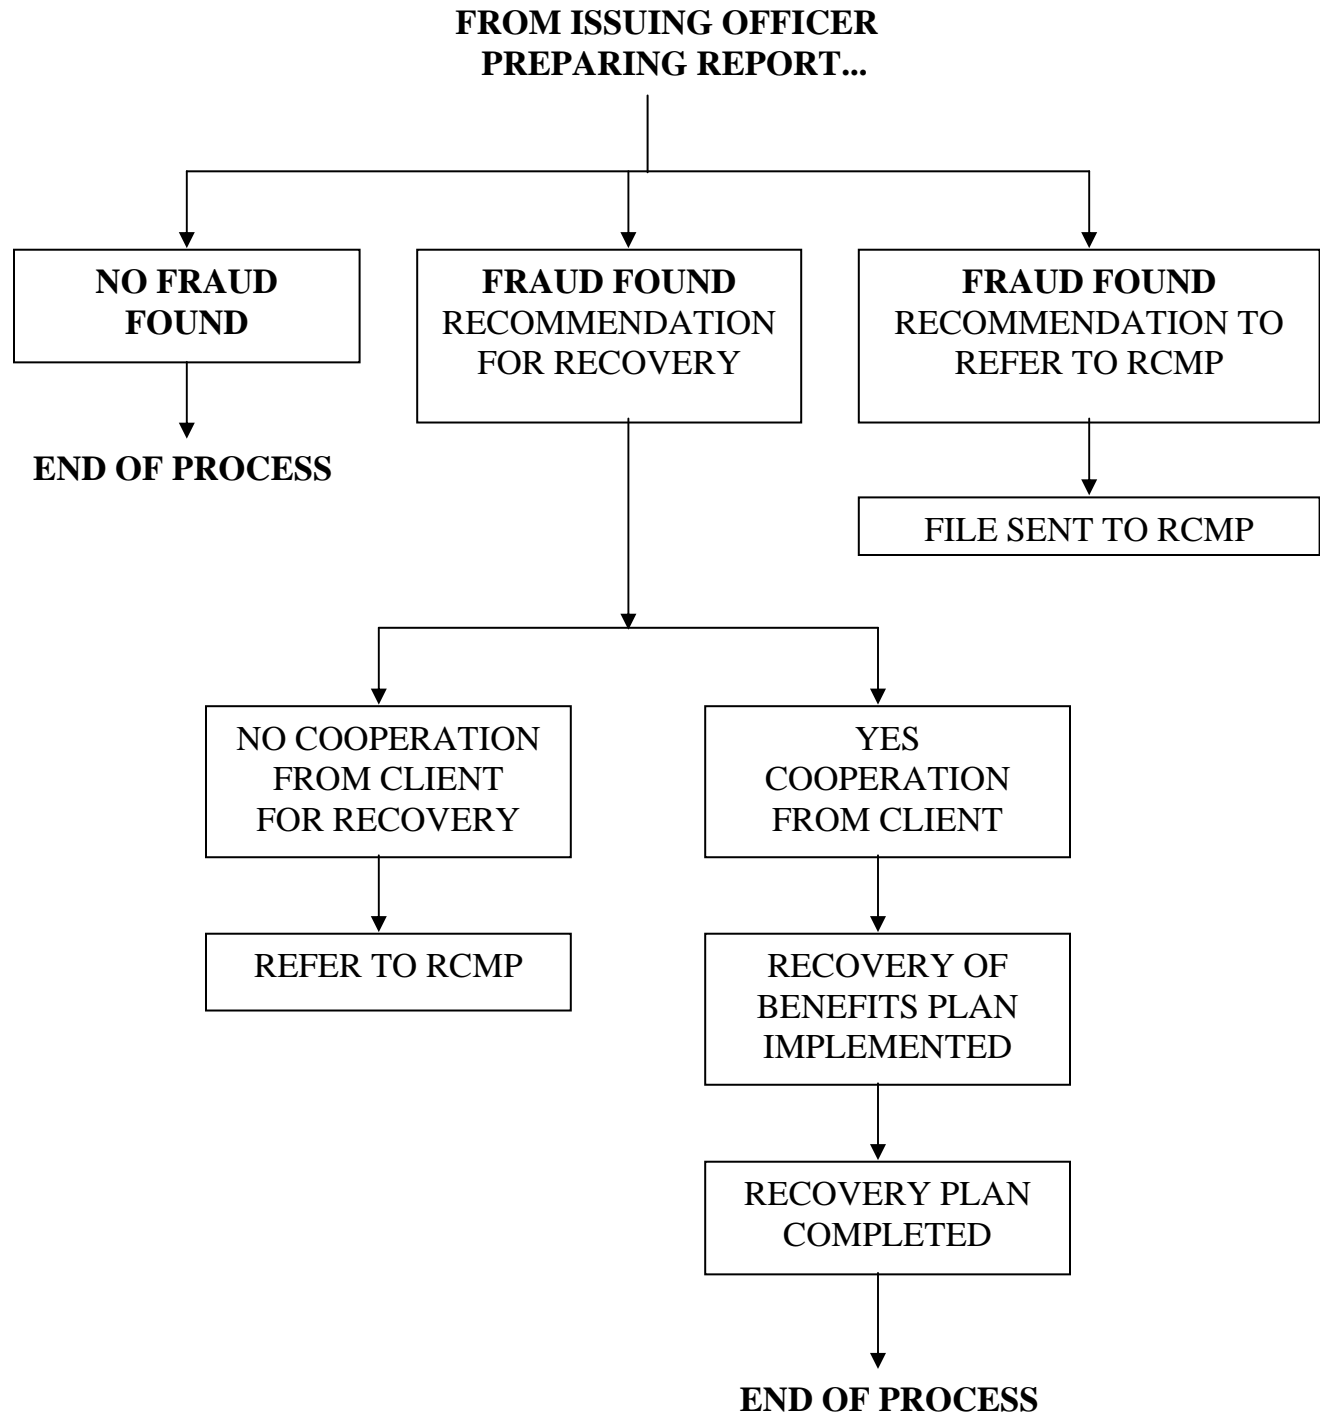 FROM ISSUING OFFICER
PREPARING REPORT...
NO FRAUD
FOUND
FRAUD FOUND
RECOMMENDATION
FOR RECOVERY
FRAUD FOUND
RECOMMENDATION TO
REFER TO RCMP
END OF PROCESS
FILE SENT TO RCMP
NO COOPERATION
FROM CLIENT
FOR RECOVERY
YES
COOPERATION
FROM CLIENT
REFER TO RCMP
RECOVERY OF
BENEFITS PLAN
IMPLEMENTED
RECOVERY PLAN
COMPLETED
END OF PROCESS